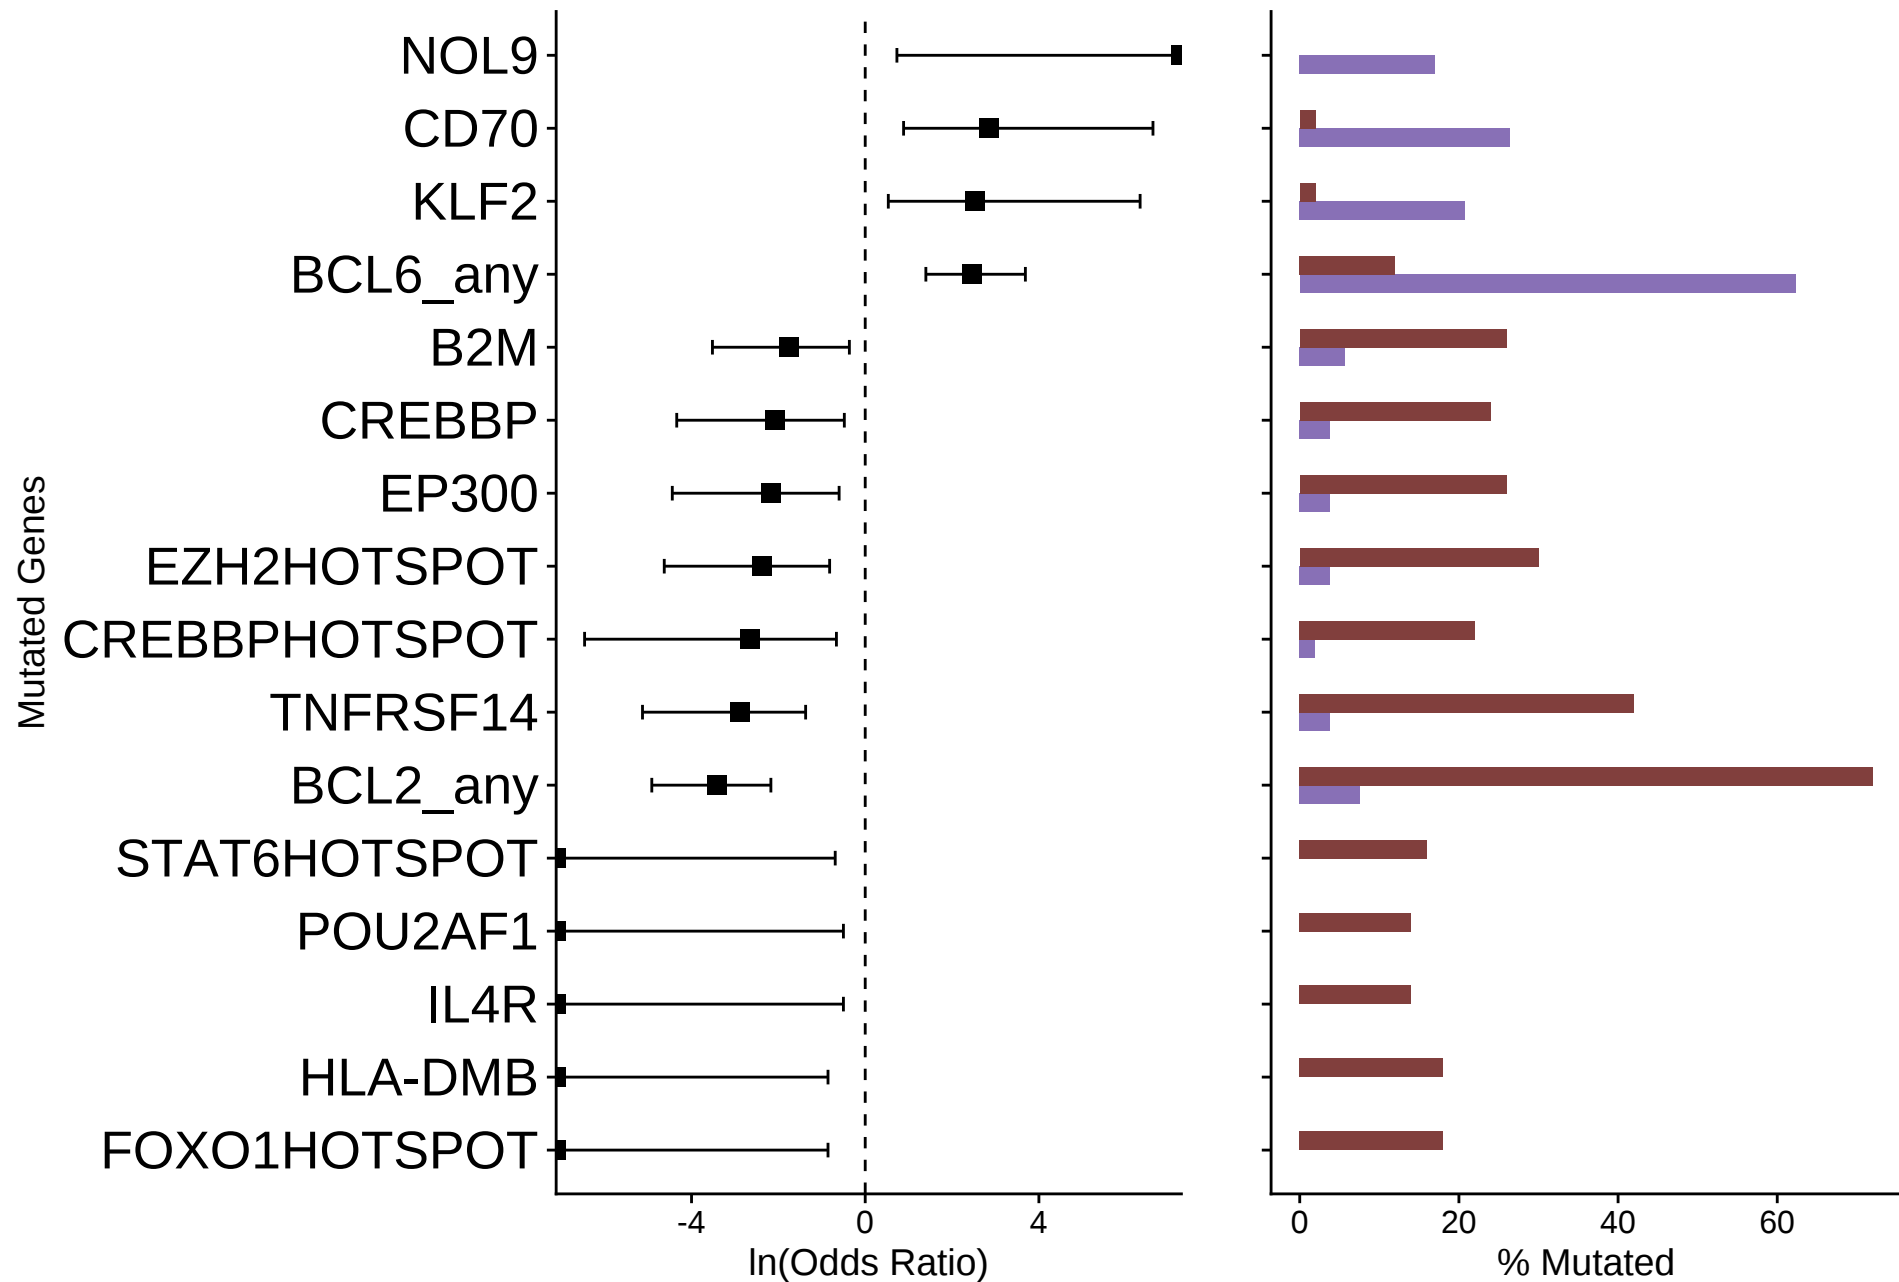 Mutated Genes
NOL9
CD70
KLF2
BCL6_any
B2M
CREBBP
EP300
EZH2HOTSPOT
CREBBPHOTSPOT
TNFRSF14
BCL2_any
STAT6HOTSPOT
POU2AF1
IL4R
HLA-DMB
FOXO1HOTSPOT
-4 0 4
ln(Odds Ratio)
0 20 40 60
% Mutated